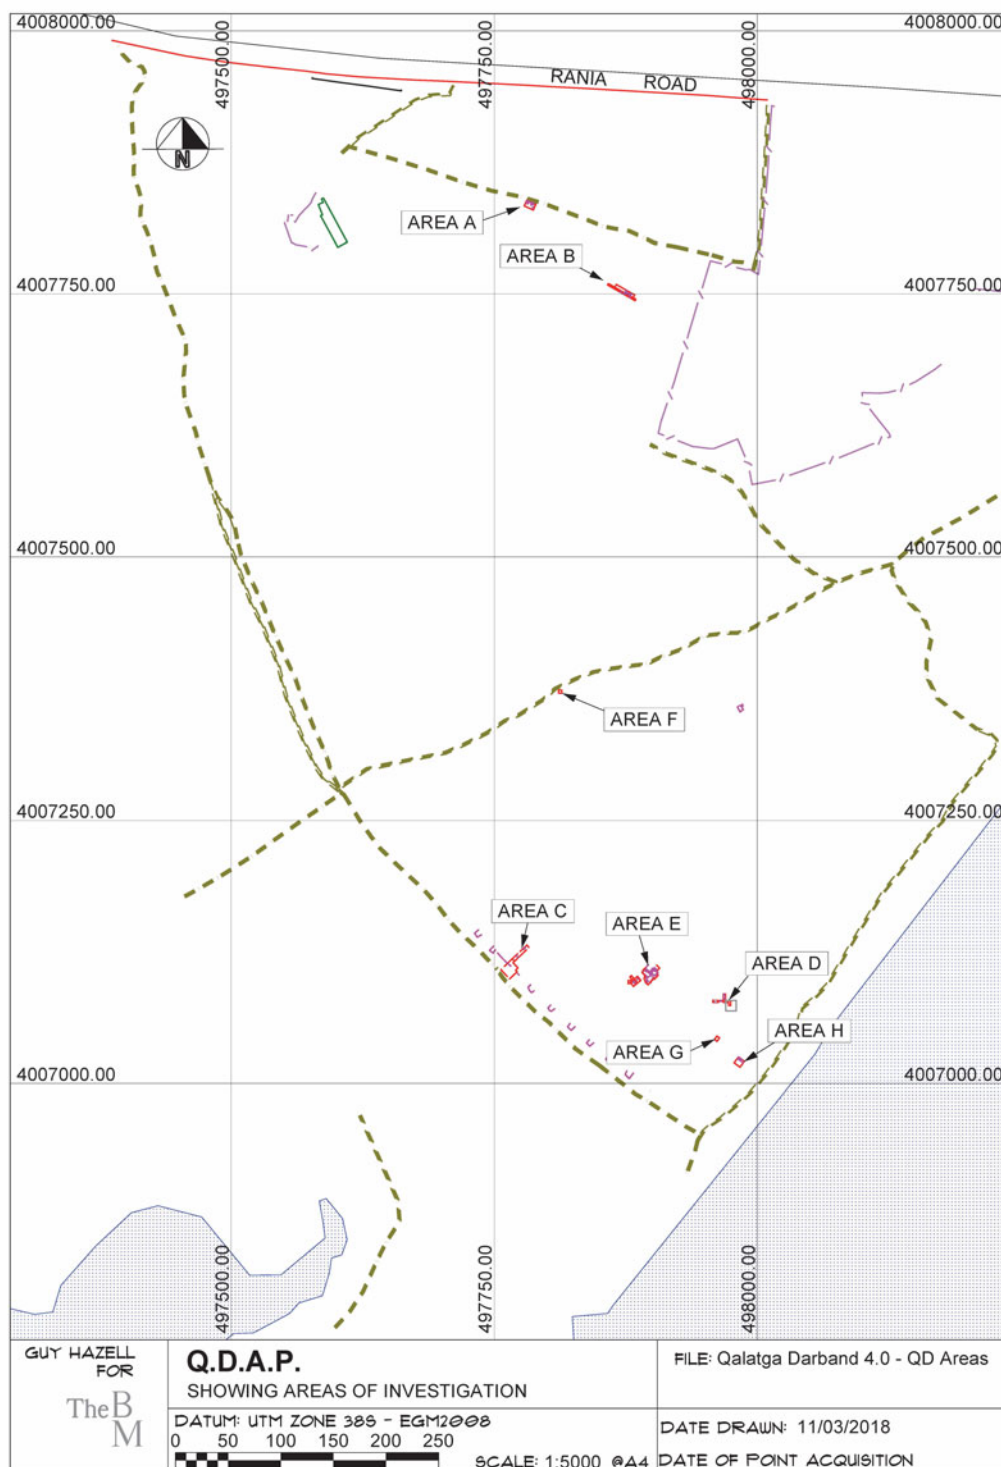 4008000.00
4008000.00
497500.00
497750.00
498000.00
RANIA ROAD
N
AREA A
AREA B
4007750.00
4007750.00
4007500.00
4007500.00
AREA F
4007250.00
4007250.00
AREA C
AREA E
AREA D
AREA G
AREA H
4007000.00
4007000.00
497500.00
497750.00
498000.00
GUY HAZELL
FOR
The BM
Q.D.A.P.
SHOWING AREAS OF INVESTIGATION
FILE: Qalatga Darband 4.0 - QD Areas
DATUM: UTM ZONE 38S - EGM2008
0 50 100 150 200 250
SCALE: 1:5000 @A4
DATE DRAWN: 11/03/2018
DATE OF POINT ACQUISITION